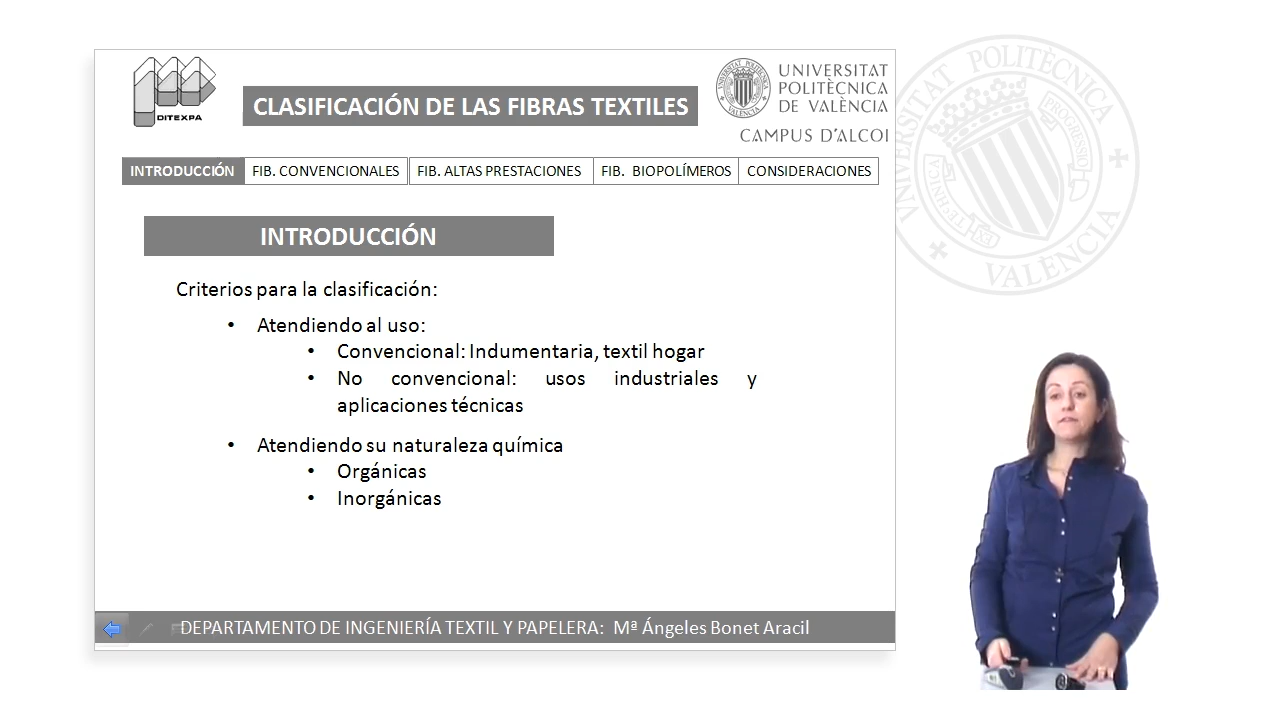 DITEXPA
CLASIFICACIÓN DE LAS FIBRAS TEXTILES
UNIVERSITAT
POLITÈCNICA
DE VALÈNCIA
CAMPUS D'ALCOI
INTRODUCCIÓN
FIB. CONVENCIONALES
FIB. ALTAS PRESTACIONES
FIB. BIOPOLÍMEROS
CONSIDERACIONES
INTRODUCCIÓN
Criterios para la clasificación:
• Atendiendo al uso:
• Convencional: Indumentaria, textil hogar
• No convencional: usos industriales y
aplicaciones técnicas
• Atendiendo su naturaleza química
• Orgánicas
• Inorgánicas
DEPARTAMENTO DE INGENIERÍA TEXTIL Y PAPELERA: Mª Ángeles Bonet Aracil
POLITÈCNICA
VALÈNCIA